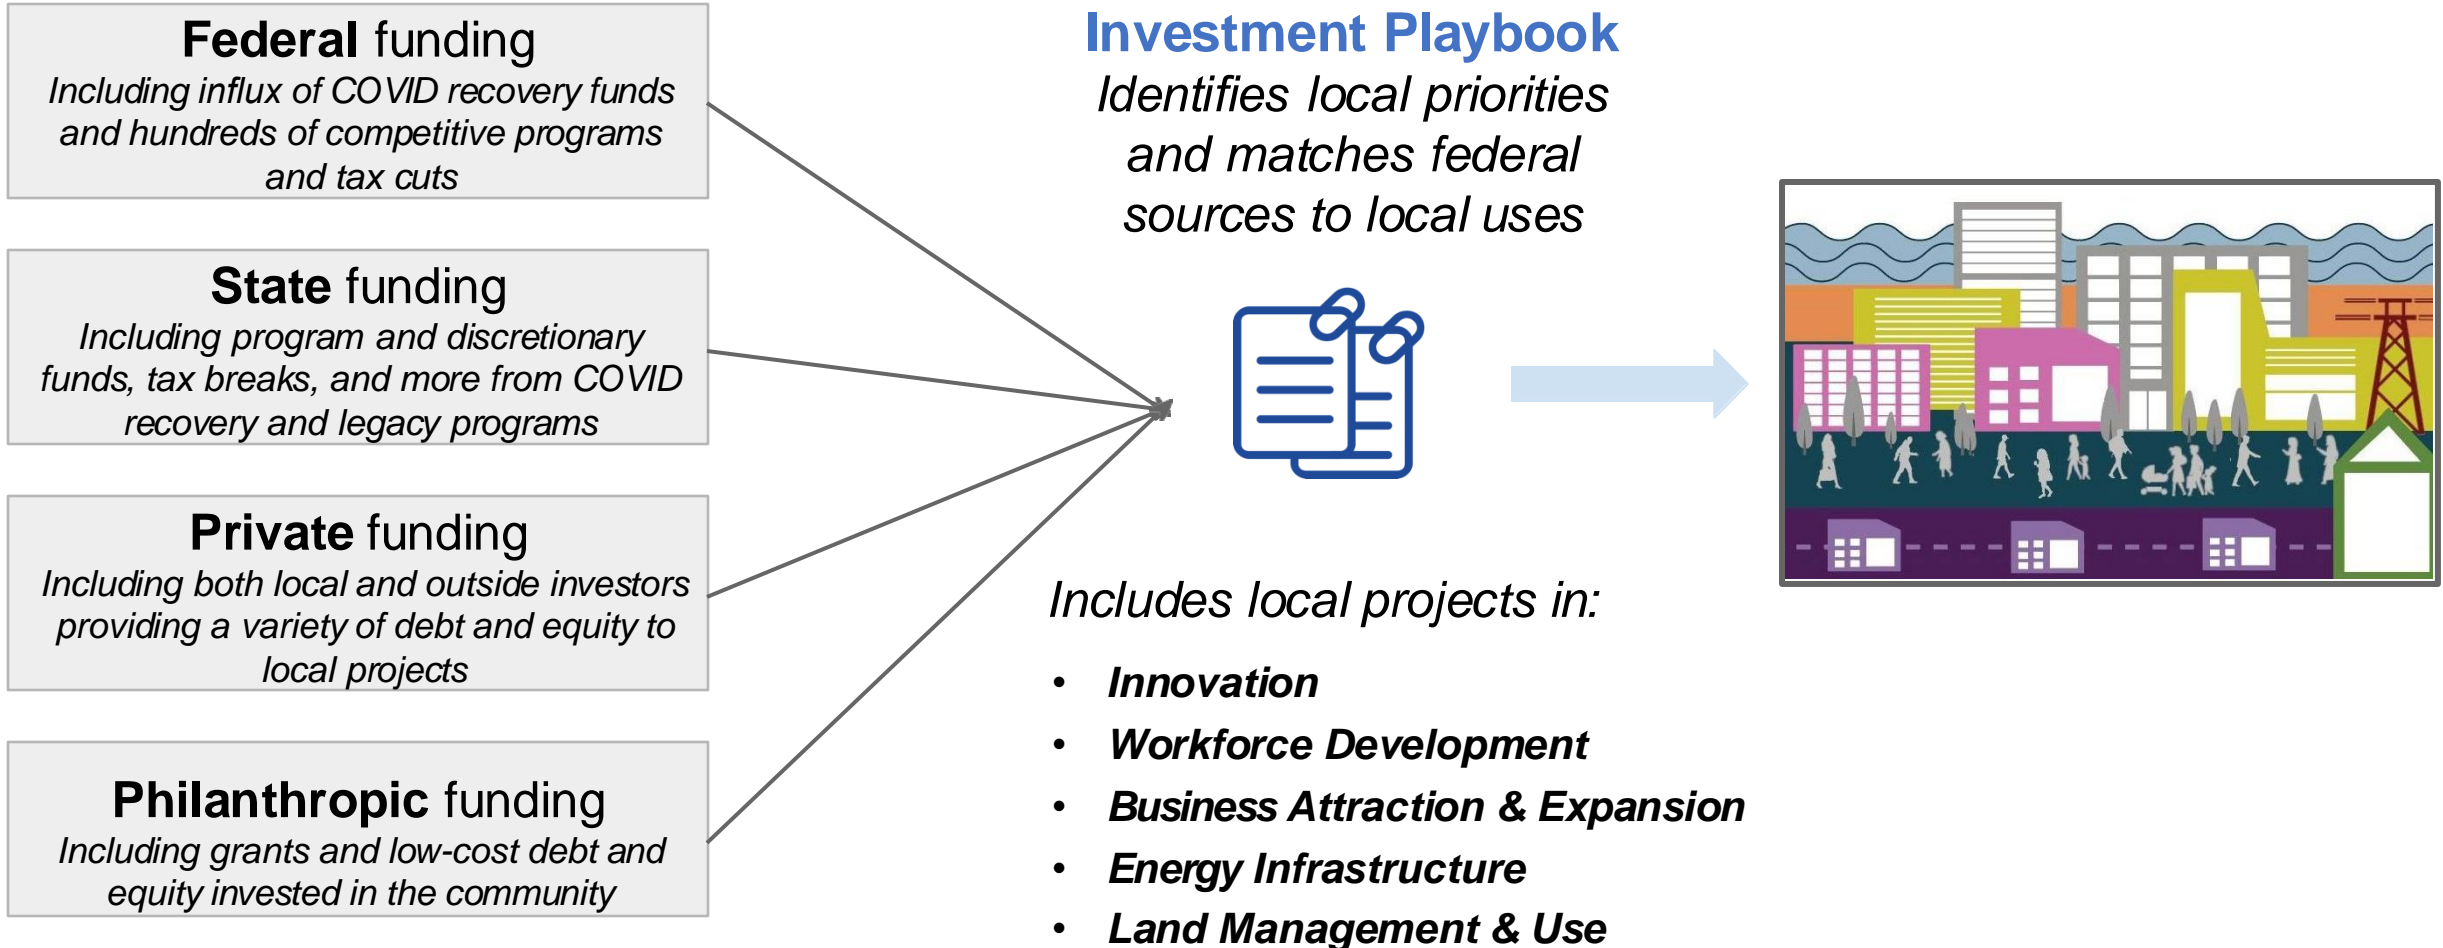 Federal funding
Including influx of COVID recovery funds
and hundreds of competitive programs
and tax cuts
State funding
Including program and discretionary
funds, tax breaks, and more from COVID
recovery and legacy programs
Private funding
Including both local and outside investors
providing a variety of debt and equity to
local projects
Philanthropic funding
Including grants and low-cost debt and
equity invested in the community
Investment Playbook
Identifies local priorities
and matches federal
sources to local uses
Includes local projects in:
• Innovation
• Workforce Development
• Business Attraction & Expansion
• Energy Infrastructure
• Land Management & Use